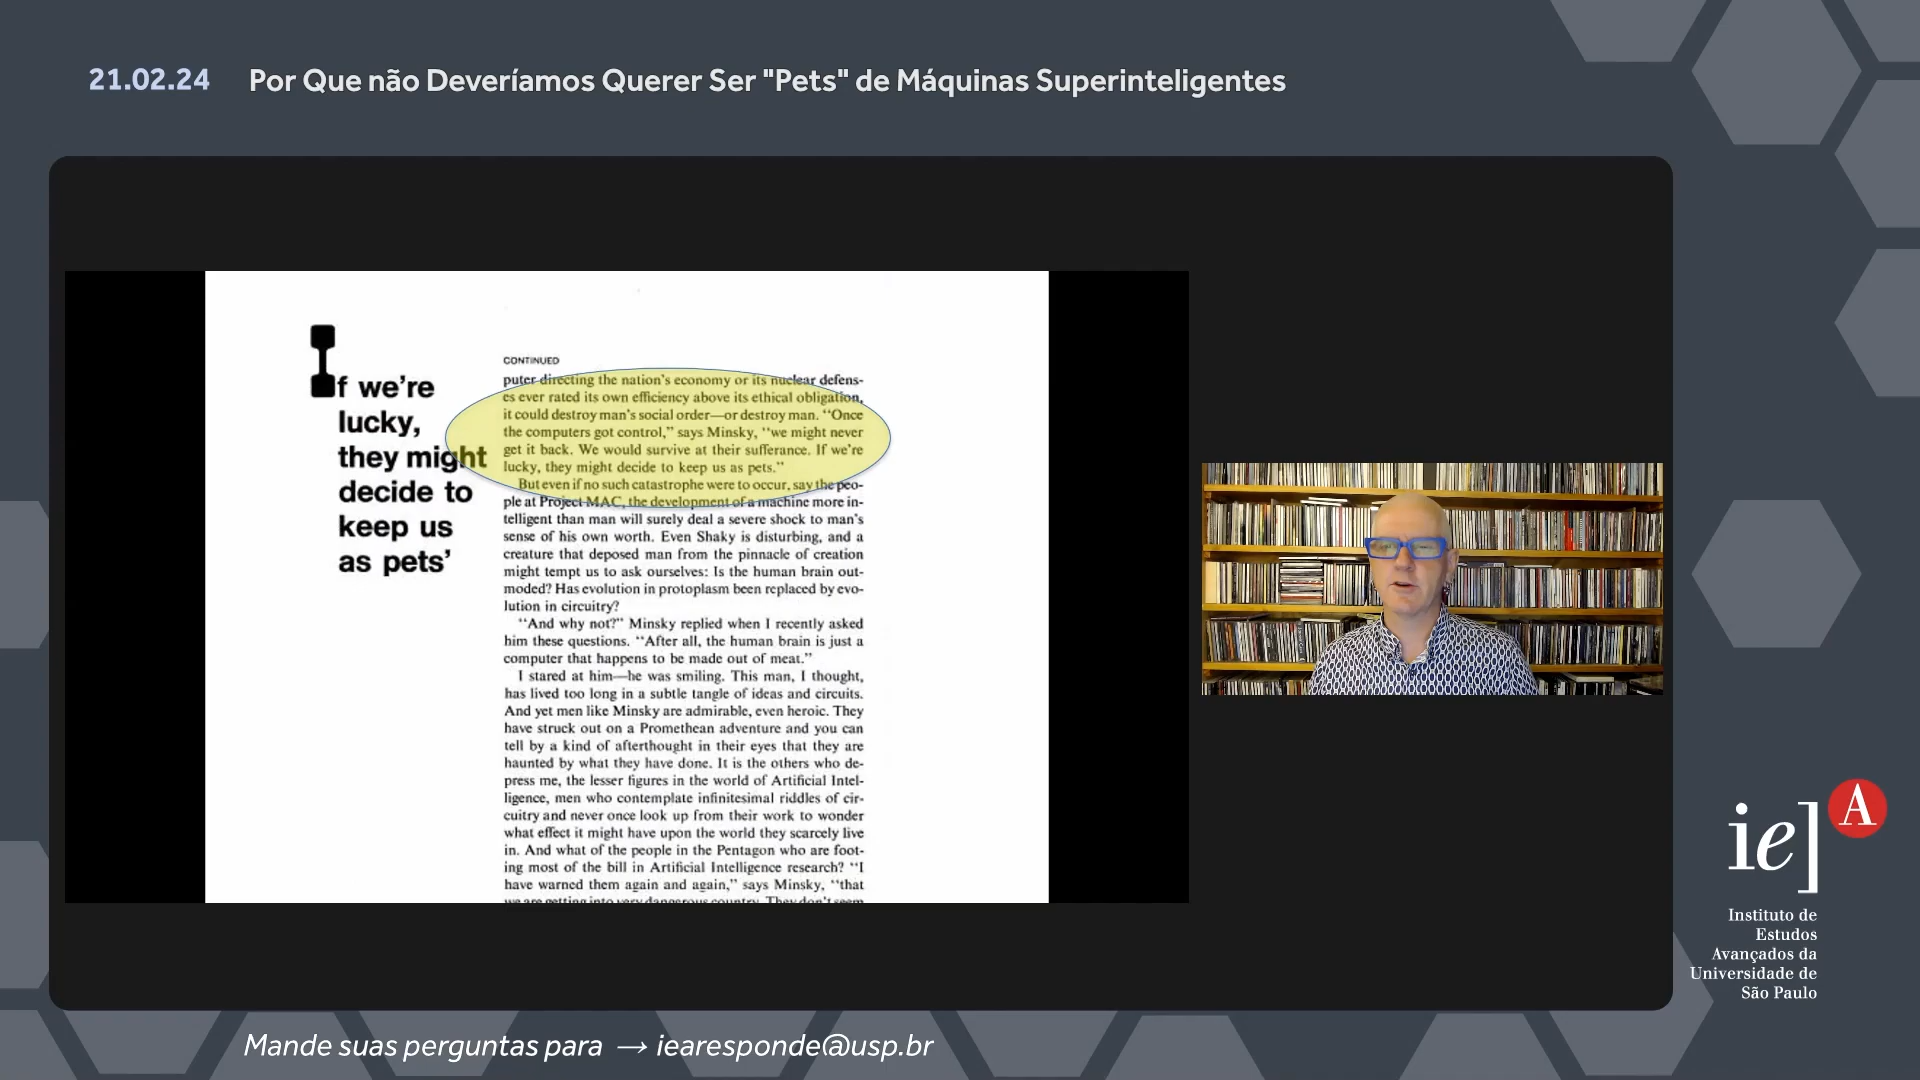 21.02.24 Por Que não Deveríamos Querer Ser "Pets" de Máquinas Superinteligentes
If we're
lucky,
they might
decide to
keep us
as pets'
CONTINUED
puter directing the nation's economy or its nuclear defens-
es ever rated its own efficiency above its ethical obligation,
it could destroy man's social order—or destroy man. "Once
the computers got control," says Minsky, "we might never
get it back. We would survive at their sufferance. If we're
lucky, they might decide to keep us as pets."
But even if no such catastrophe were to occur, say the peo-
ple at Project MAC, the development of a machine more in-
telligent than man will surely deal a severe shock to man's
sense of his own worth. Even Shaky is disturbing, and a
creature that deposed man from the pinnacle of creation
might tempt us to ask ourselves: Is the human brain out-
moded? Has evolution in protoplasm been replaced by evo-
lution in circuitry?
"And why not?" Minsky replied when I recently asked
him these questions. "After all, the human brain is just a
computer that happens to be made out of meat."
I stared at him—he was smiling. This man, I thought,
has lived too long in a subtle tangle of ideas and circuits.
And yet men like Minsky are admirable, even heroic. They
have struck out on a Promethean adventure and you can
tell by a kind of afterthought in their eyes that they are
haunted by what they have done. It is the others who de-
press me, the lesser figures in the world of Artificial Intel-
ligence, men who contemplate infinitesimal riddles of cir-
cuitry and never once look up from their work to wonder
what effect it might have upon the world they scarcely live
in. And what of the people in the Pentagon who are foot-
ing most of the bill in Artificial Intelligence research? "I
have warned them again and again," says Minsky, "that
we are getting into very dangerous country. They don't seem
ie] A
Instituto de
Estudos
Avançados da
Universidade de
São Paulo
Mande suas perguntas para → iearesponde@usp.br